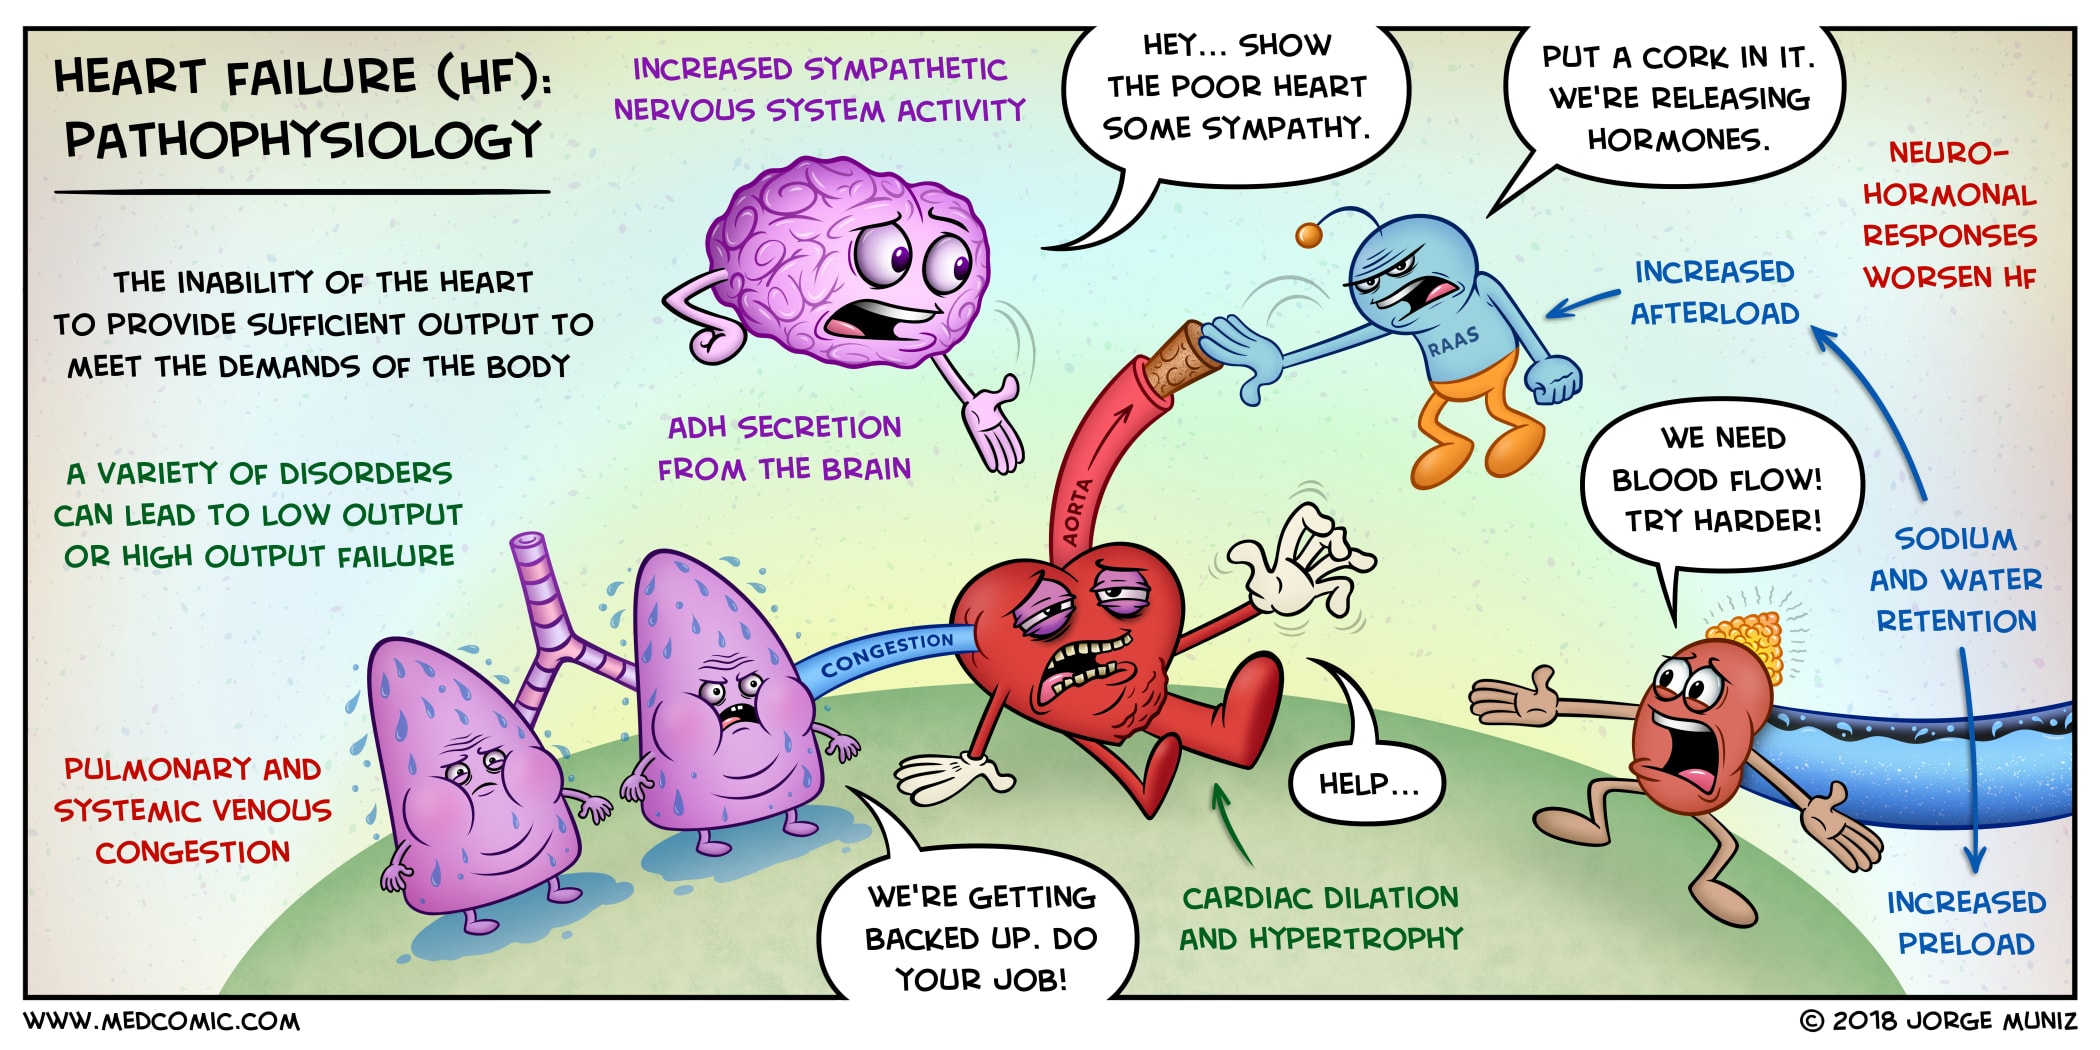 HEART FAILURE (HF):
PATHOPHYSIOLOGY
THE INABILITY OF THE HEART
TO PROVIDE SUFFICIENT OUTPUT TO
MEET THE DEMANDS OF THE BODY
A VARIETY OF DISORDERS
CAN LEAD TO LOW OUTPUT
OR HIGH OUTPUT FAILURE
PULMONARY AND
SYSTEMIC VENOUS
CONGESTION
INCREASED SYMPATHETIC
NERVOUS SYSTEM ACTIVITY
HEY... SHOW
THE POOR HEART
SOME SYMPATHY.
PUT A CORK IN IT.
WE'RE RELEASING
HORMONES.
NEURO-
HORMONAL
RESPONSES
WORSEN HF
INCREASED
AFTERLOAD
RAAS
ADH SECRETION
FROM THE BRAIN
AORTA
WE NEED
BLOOD FLOW!
TRY HARDER!
SODIUM
AND WATER
RETENTION
CONGESTION
HELP...
WE'RE GETTING
BACKED UP. DO
YOUR JOB!
CARDIAC DILATION
AND HYPERTROPHY
INCREASED
PRELOAD
WWW.MEDCOMIC.COM
© 2018 JORGE MUNIZ